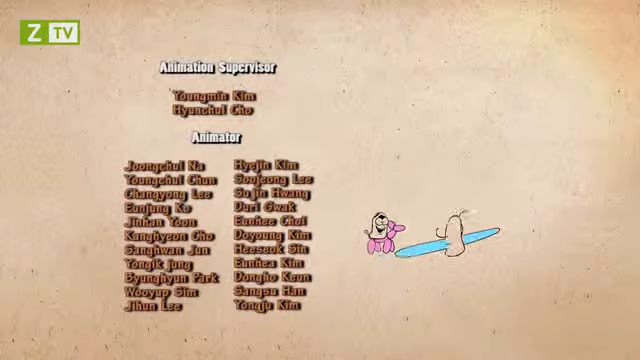 Z TV
Animation Supervisor
Youngmin Kim
Hyunchul Cho
Animator
Joongchul Na
Youngchul Chun
Changyong Lee
Eunjung Ko
Jinhan Yoon
Kanghyeon Cho
Sanghwan Jun
Yongik Jung
Byunghyun Park
Wooyup Sim
Jihun Lee
Hyejin Kim
Soojeong Lee
Sujin Hwang
Duri Gwak
Eunhee Choi
Doyoung Kim
Heeseok Sin
Eunhea Kim
Dongho Keun
Sangsu Han
Yongju Kim